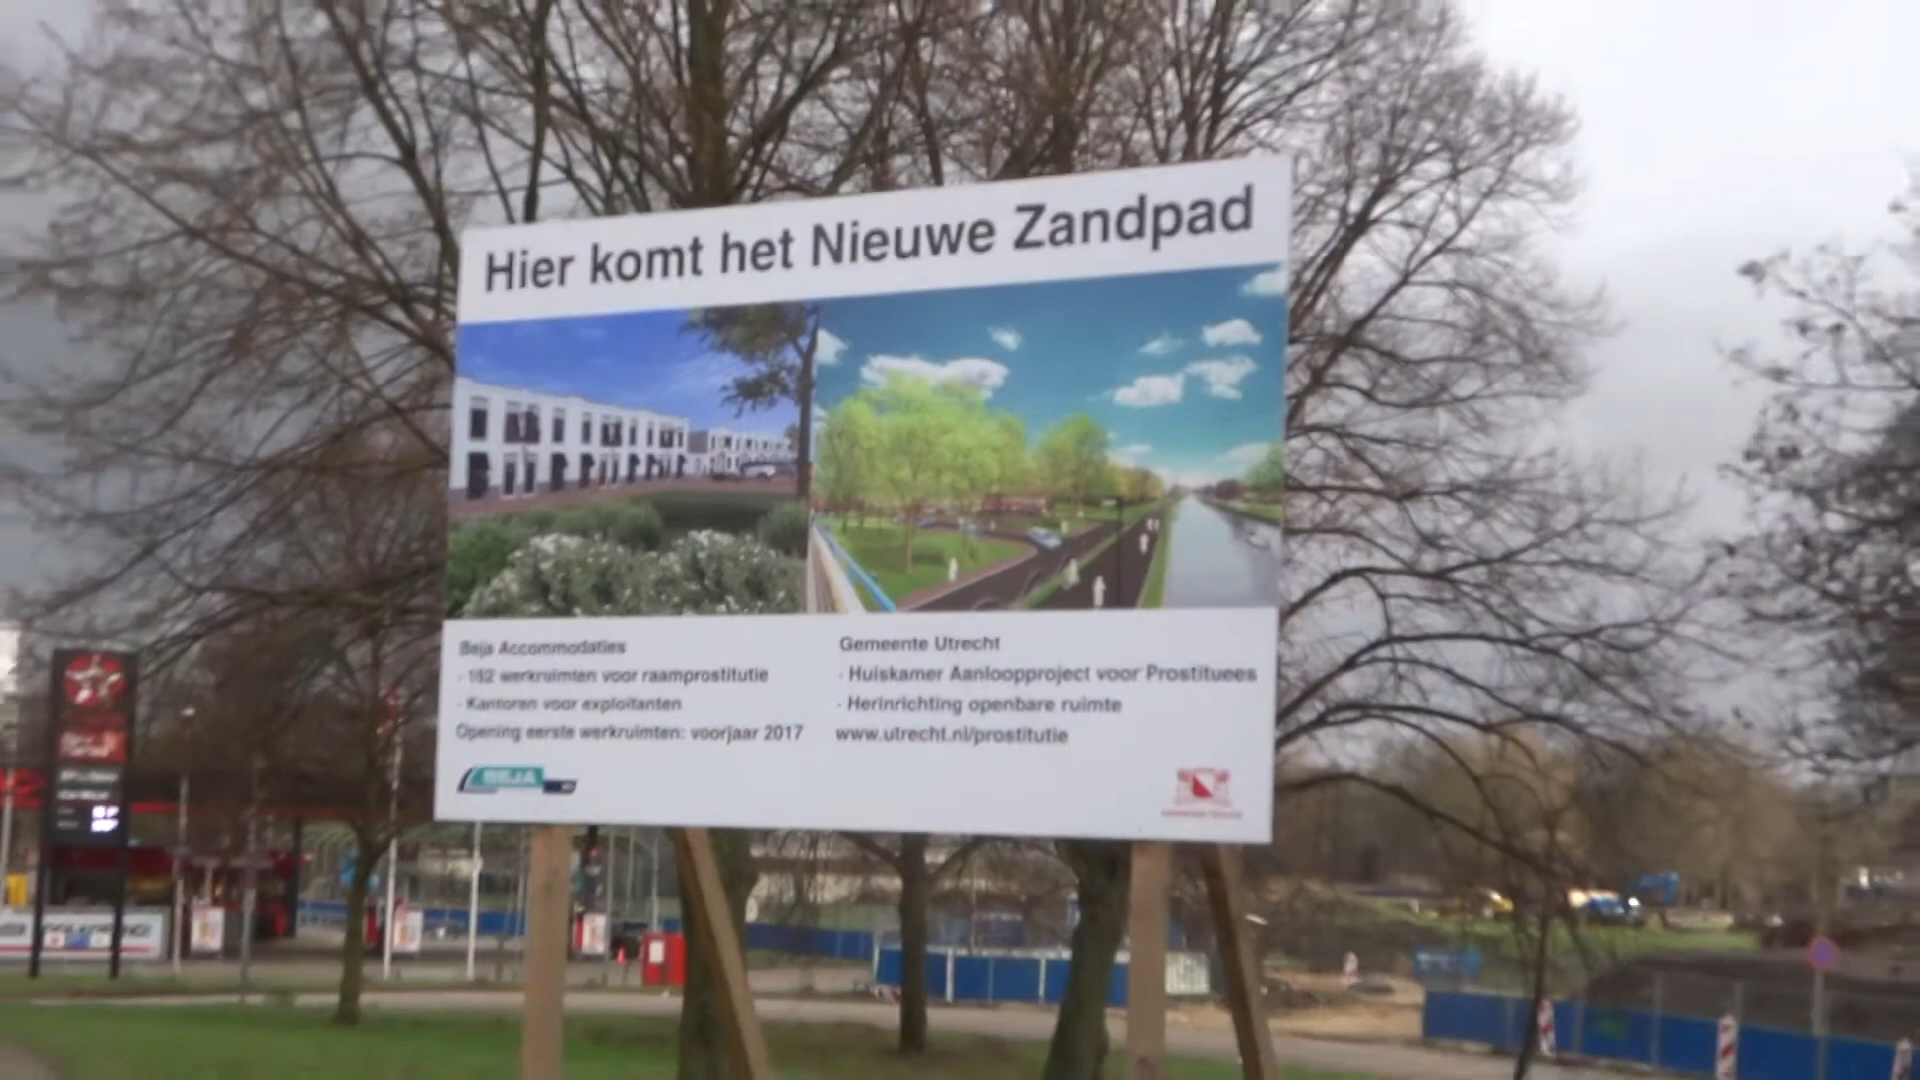 Hier komt het Nieuwe Zandpad
Beja Accommodaties
- 162 werkruimten voor raamprostitutie
- Kantoren voor exploitanten
Opening eerste werkruimten: voorjaar 2017
BEJA
Gemeente Utrecht
- Huiskamer Aanloopproject voor Prostituees
- Herinrichting openbare ruimte
www.utrecht.nl/prostitutie